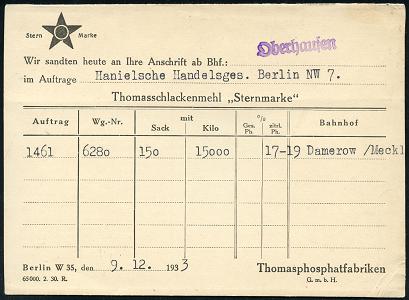 Stern Marke
Oberhausen
Wir sandten heute an Ihre Anschrift ab Bhf.:
im Auftrage Hanielsche Handelsges. Berlin NW 7.
Thomasschlackenmehl „Sternmarke"
Auftrag Wg.-Nr. mit Sack Kilo % Ges. Ph. zitrl. Ph. Bahnhof
1461 6280 150 15000 17-19 Damerow /Meckl
Berlin W 35, den 9. 12. 1933 Thomasphosphatfabriken
65000. 2. 30. R. G. m. b. H.